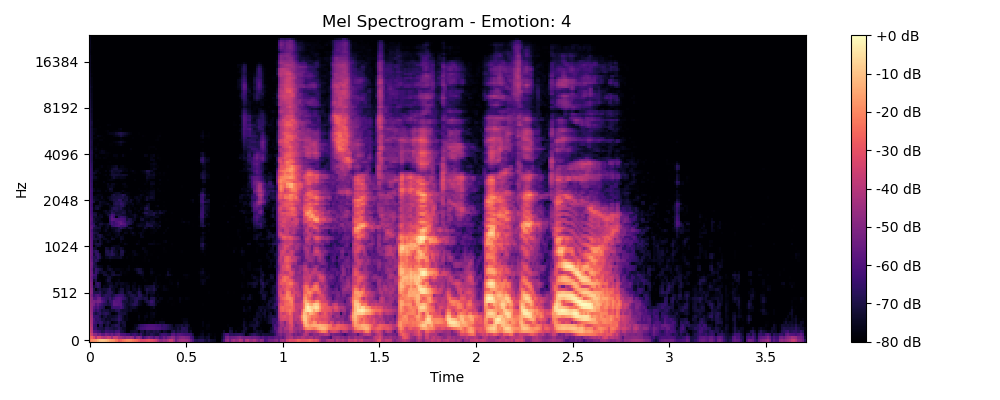 Mel Spectrogram - Emotion: 4
Hz
16384
8192
4096
2048
1024
512
0
0 0.5 1 1.5 2 2.5 3 3.5
Time
+0 dB
-10 dB
-20 dB
-30 dB
-40 dB
-50 dB
-60 dB
-70 dB
-80 dB